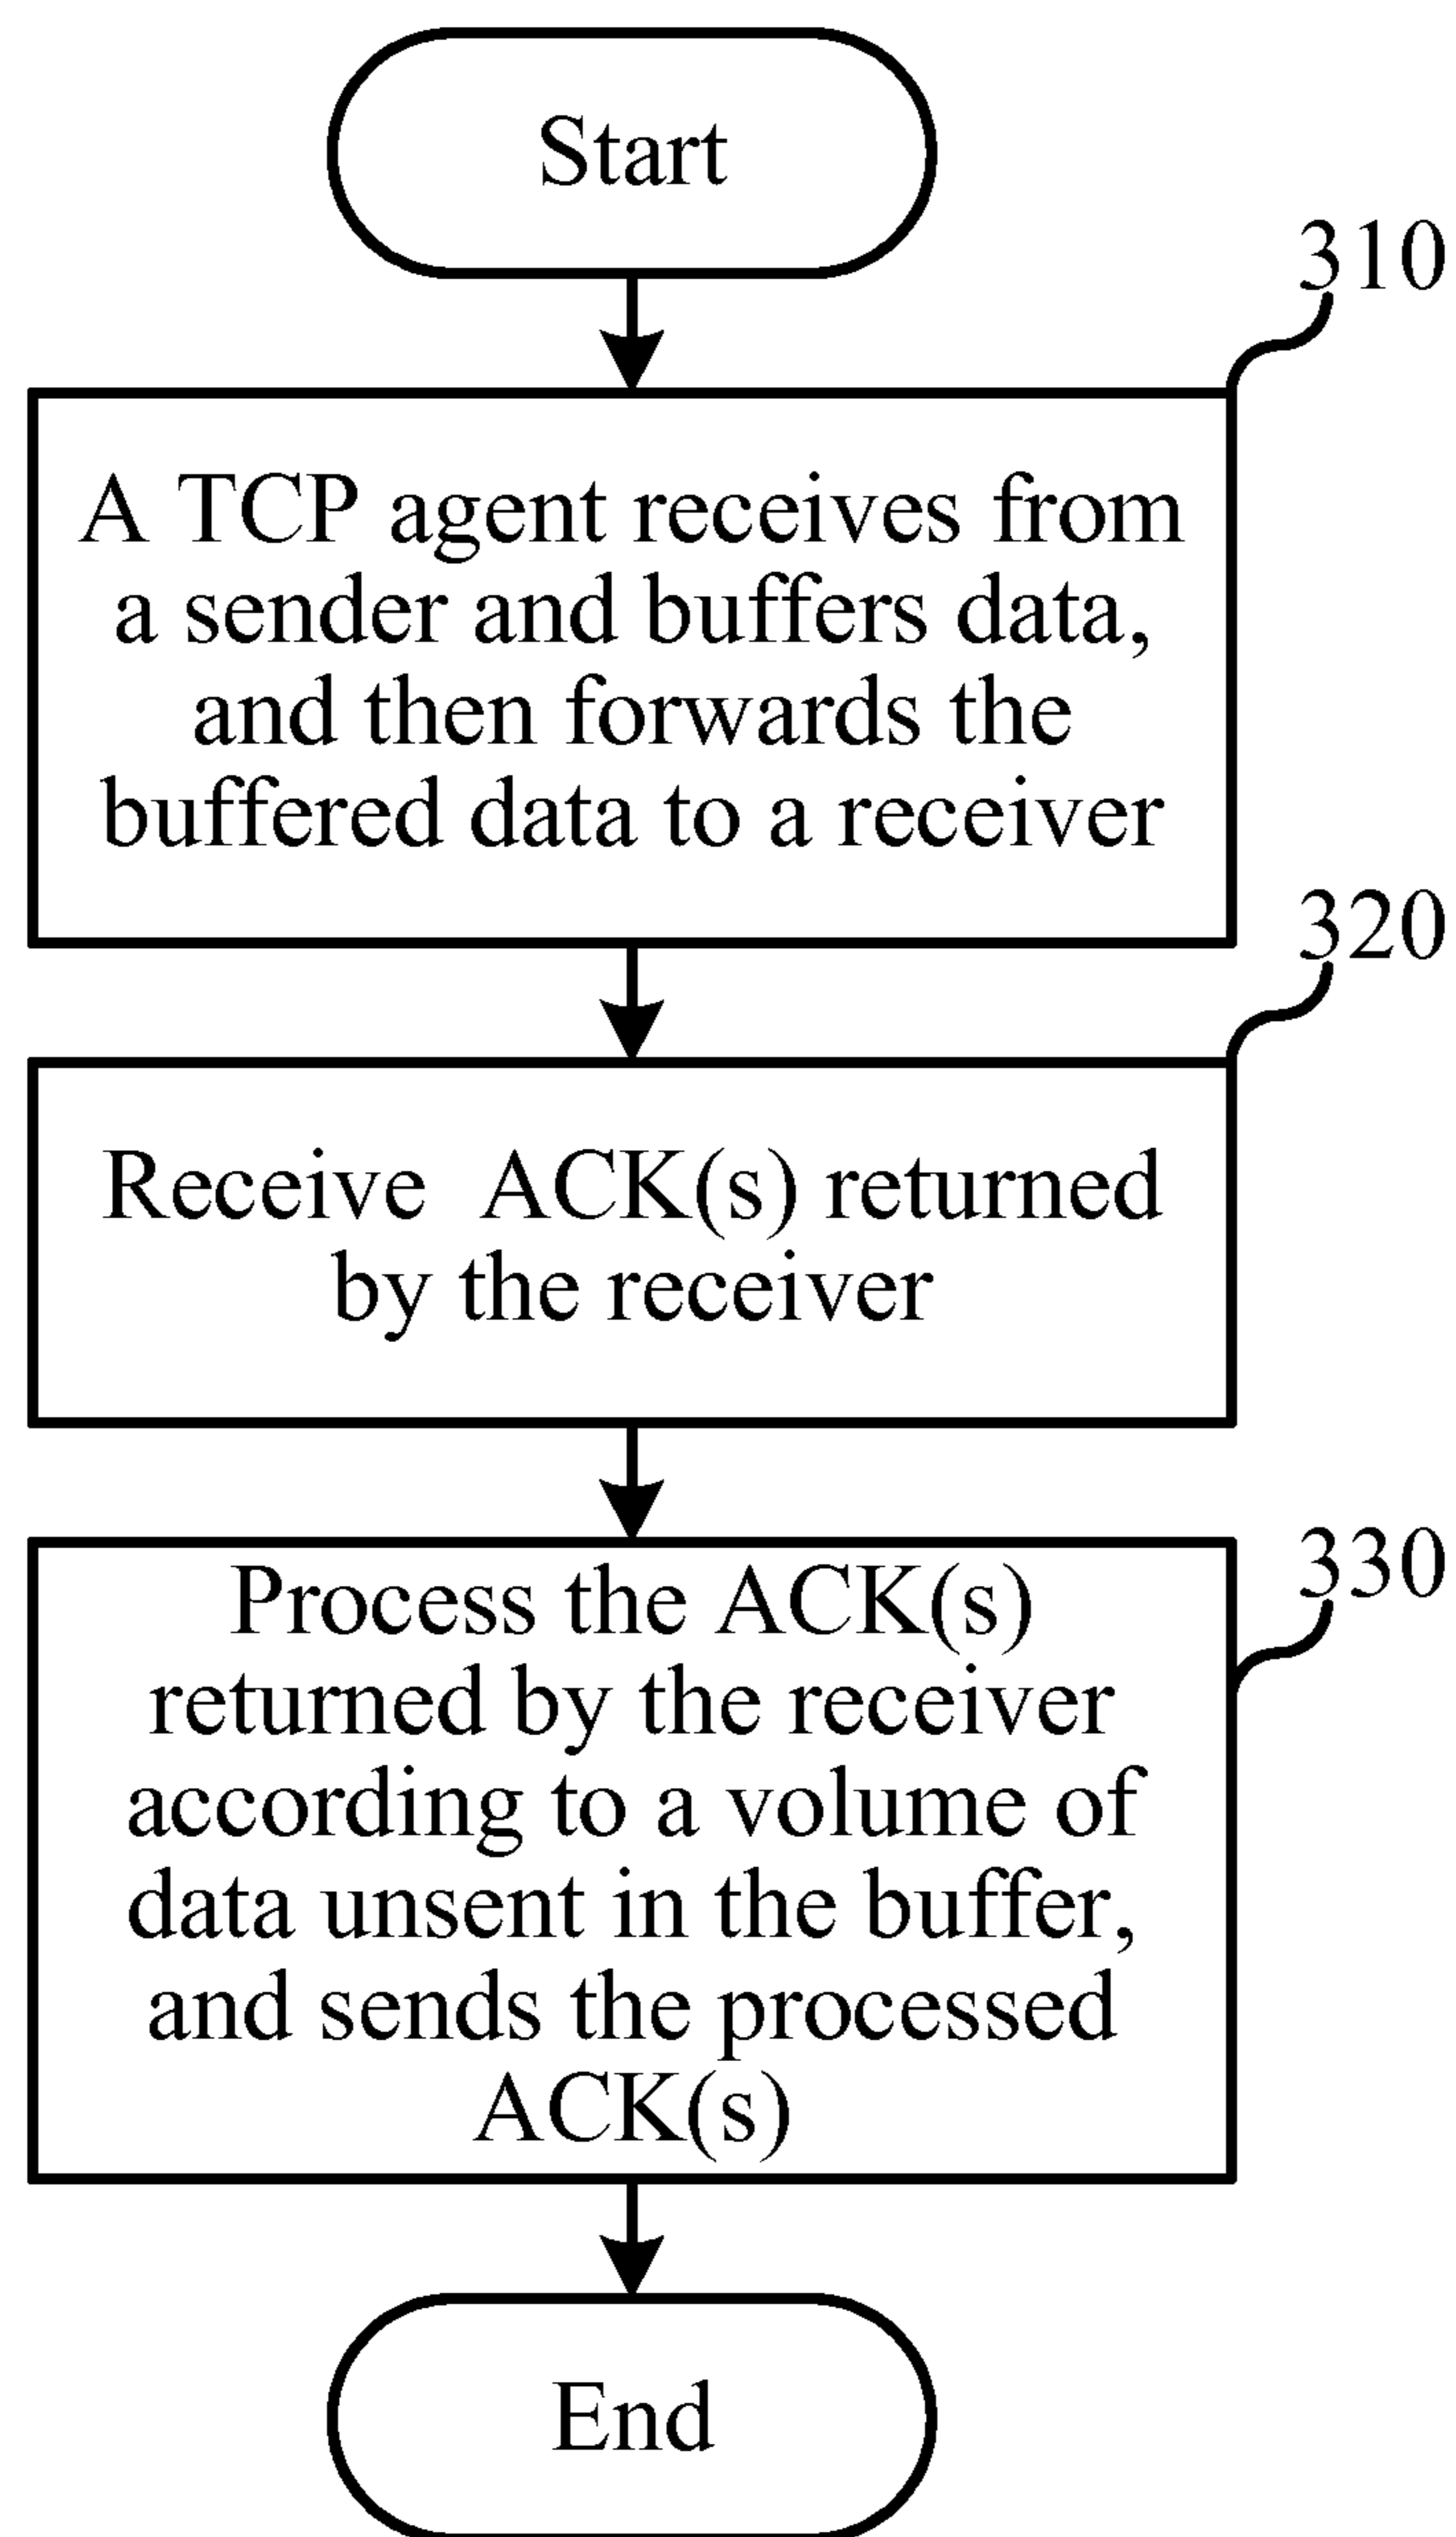 Start
310
A TCP agent receives from
a sender and buffers data,
and then forwards the
buffered data to a receiver
320
Receive ACK(s) returned
by the receiver
330
Process the ACK(s)
returned by the receiver
according to a volume of
data unsent in the buffer,
and sends the processed
ACK(s)
End